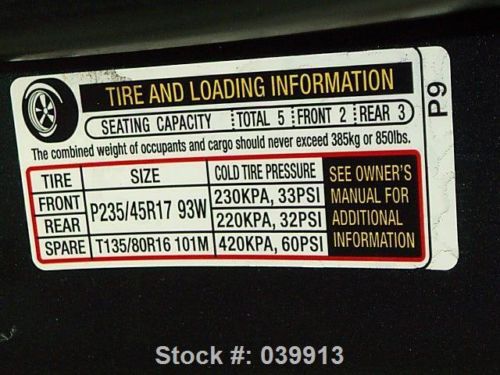 TIRE AND LOADING INFORMATION
SEATING CAPACITY TOTAL 5 FRONT 2 REAR 3
The combined weight of occupants and cargo should never exceed 385kg or 850lbs.
TIRE SIZE COLD TIRE PRESSURE
FRONT P235/45R17 93W 230KPA, 33PSI
REAR 220KPA, 32PSI
SPARE T135/80R16 101M 420KPA, 60PSI
SEE OWNER'S
MANUAL FOR
ADDITIONAL
INFORMATION
P9
Stock #: 039913